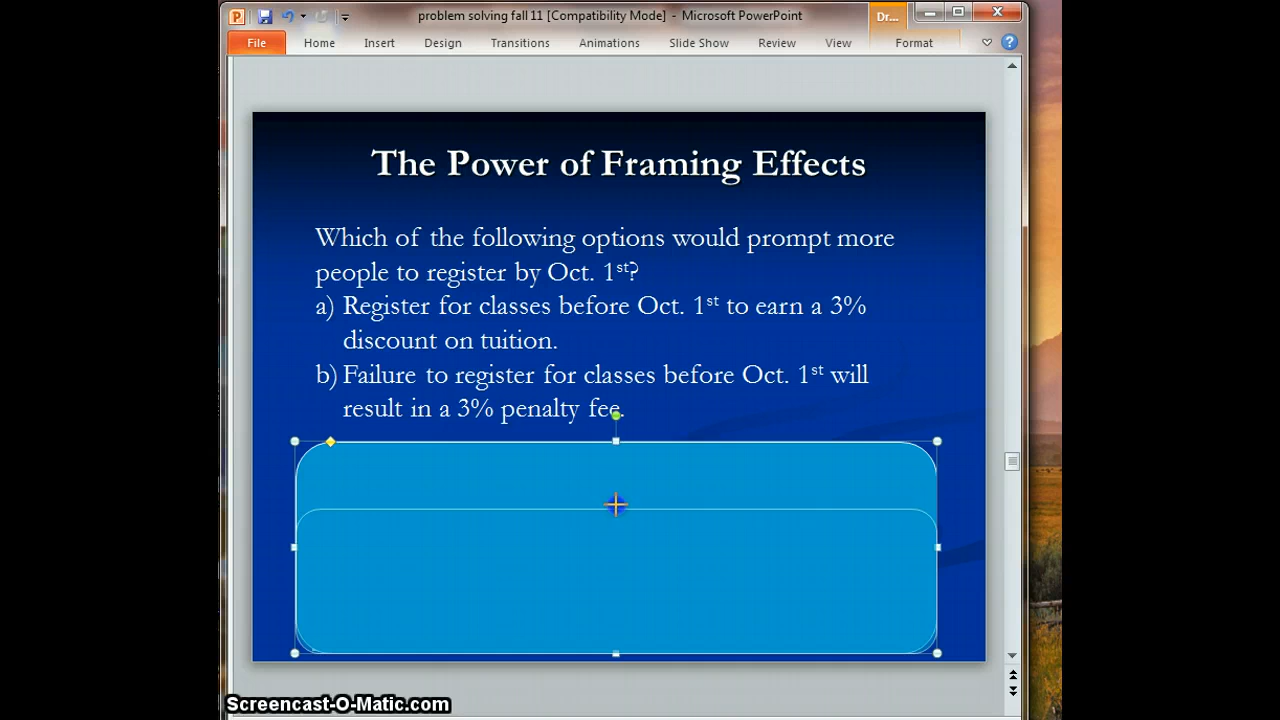 problem solving fall 11 [Compatibility Mode] - Microsoft PowerPoint
Dr...
File Home Insert Design Transitions Animations Slide Show Review View Format
The Power of Framing Effects
Which of the following options would prompt more
people to register by Oct. 1st?
a) Register for classes before Oct. 1st to earn a 3%
discount on tuition.
b) Failure to register for classes before Oct. 1st will
result in a 3% penalty fee.
Screencast-O-Matic.com